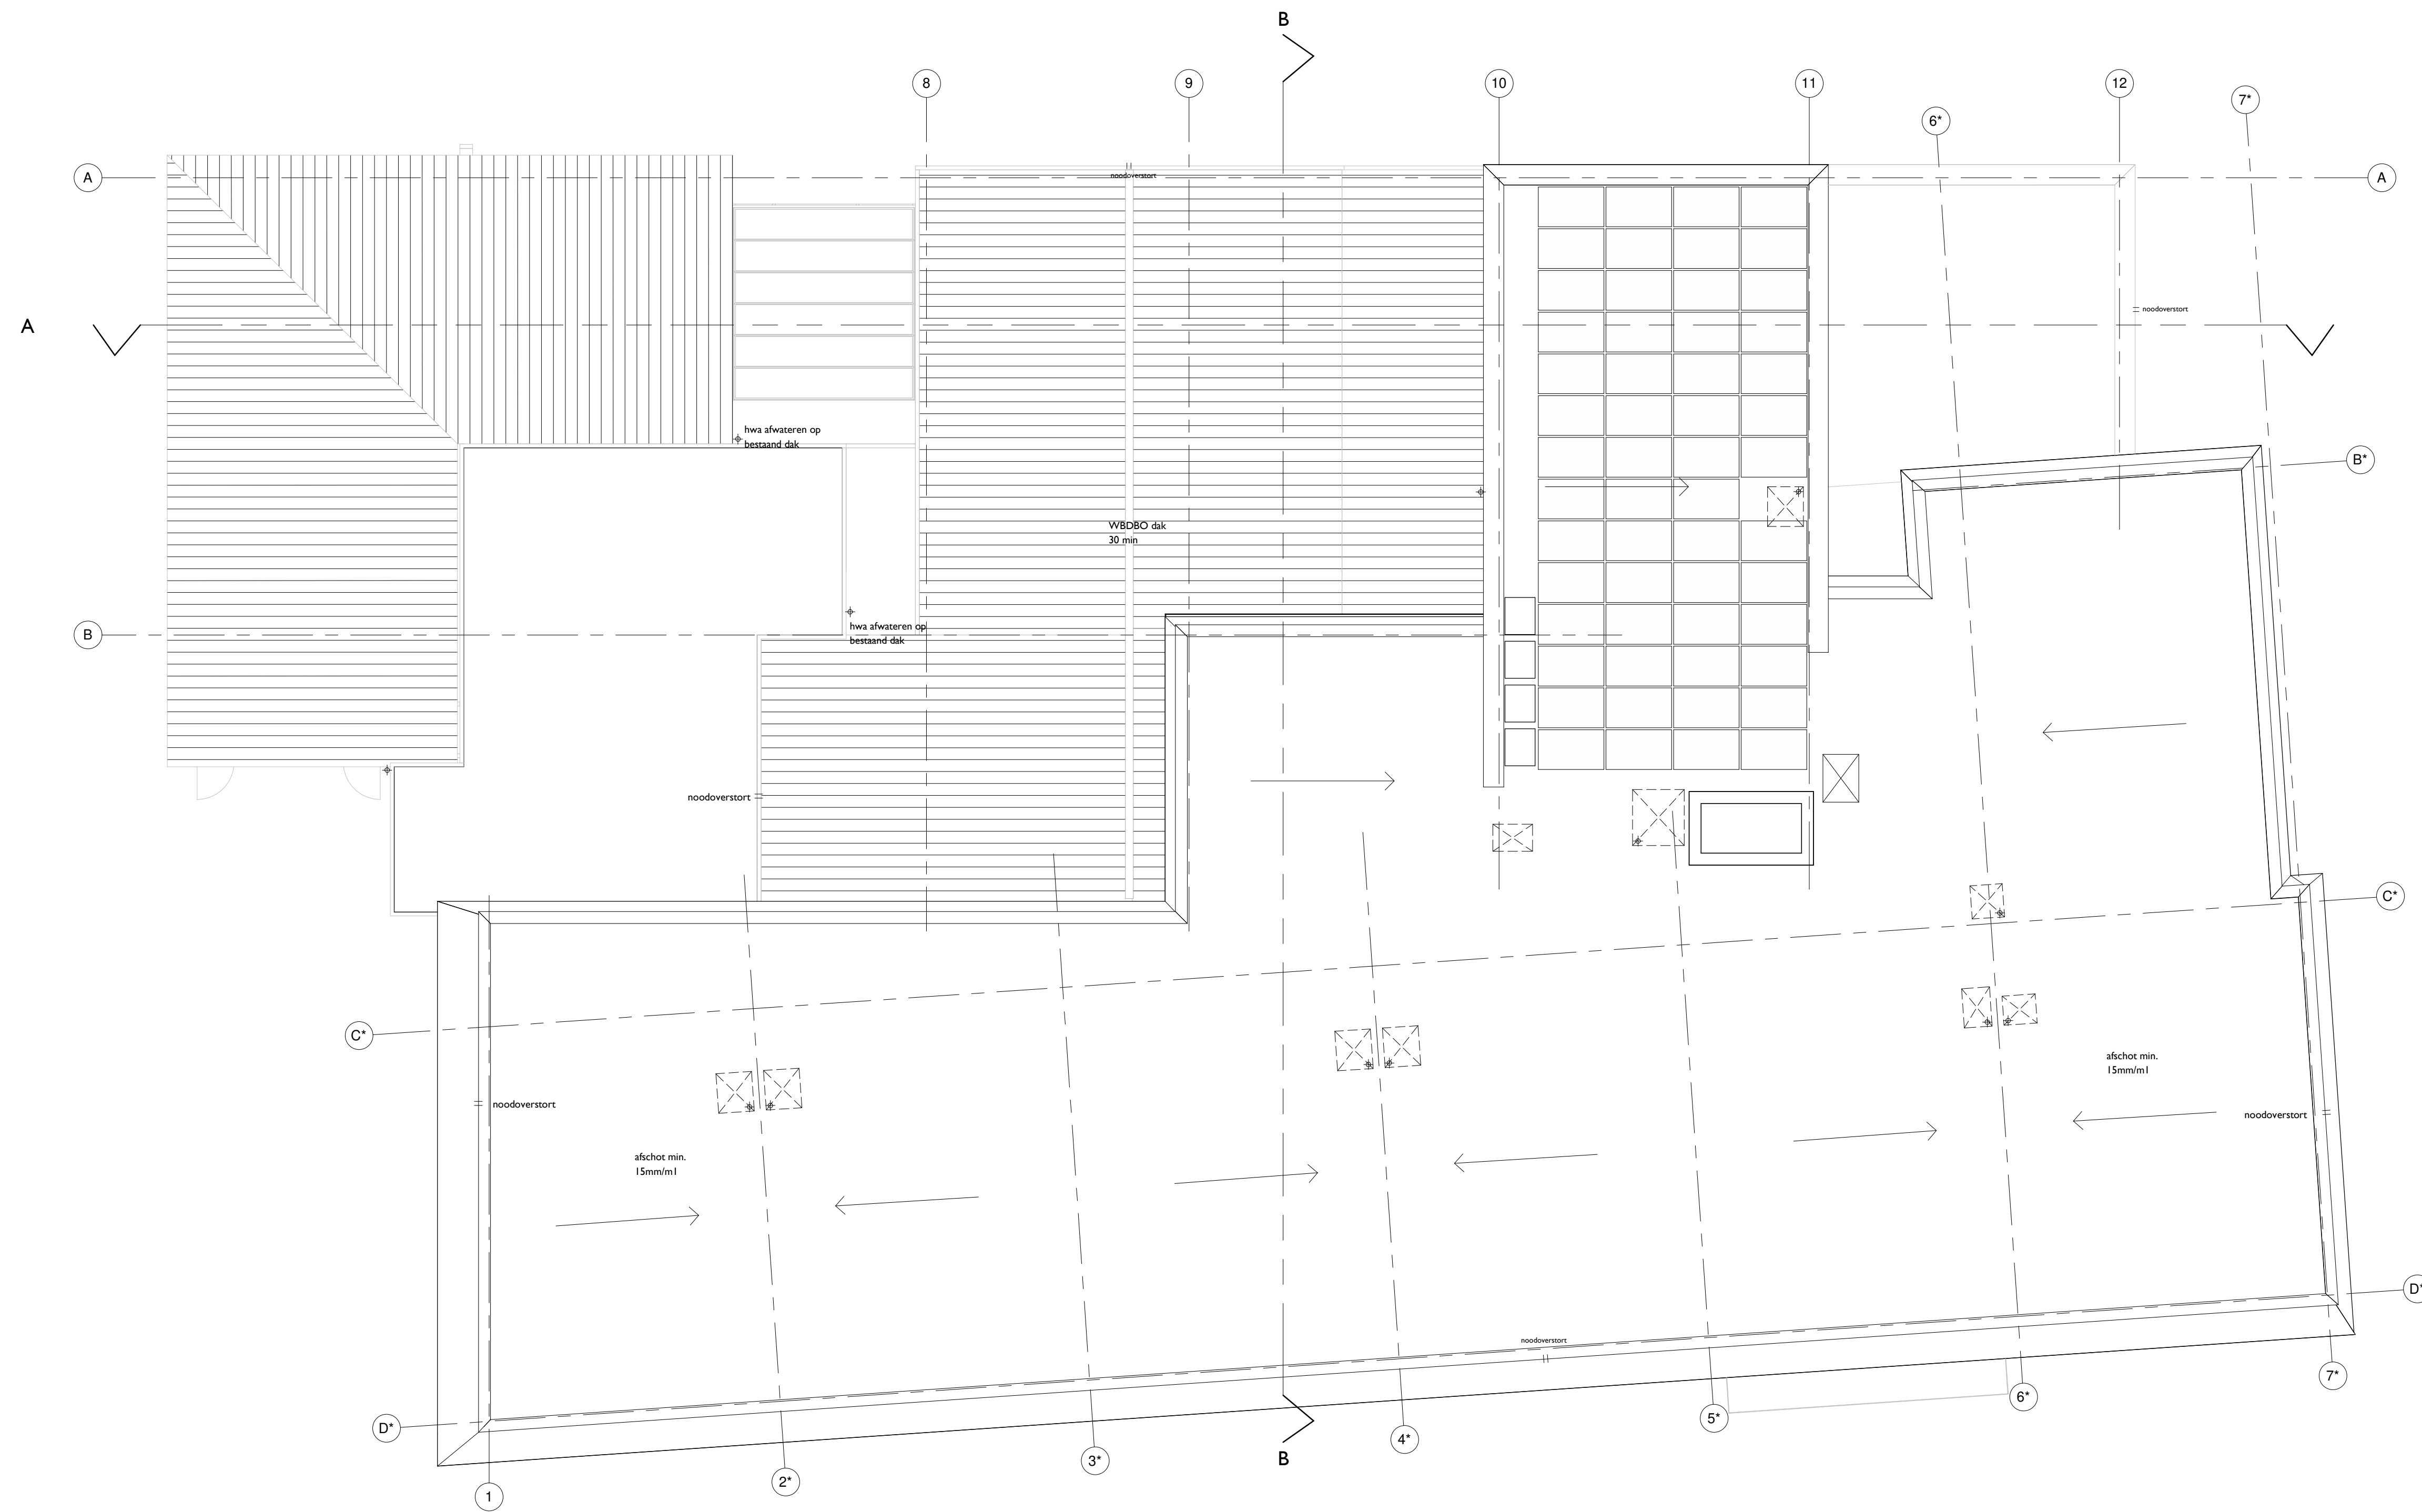 B
8
9
10
11
12
7*
6*
noodoverstort
A
A
noodoverstort
A
hwa afwateren op
bestaand dak
B*
WBDBO dak
30 min
hwa afwateren op
bestaand dak
B
noodoverstort
C*
C*
afschot min.
15mm/m1
noodoverstort
noodoverstort
afschot min.
15mm/m1
D*
noodoverstort
D*
7*
6*
5*
4*
B
3*
2*
1